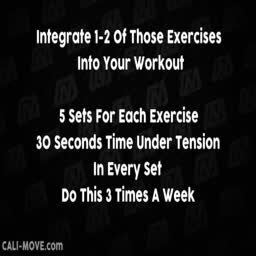 Integrate 1-2 Of Those Exercises
Into Your Workout
5 Sets For Each Exercise
30 Seconds Time Under Tension
In Every Set
Do This 3 Times A Week
CALI-MOVE.com